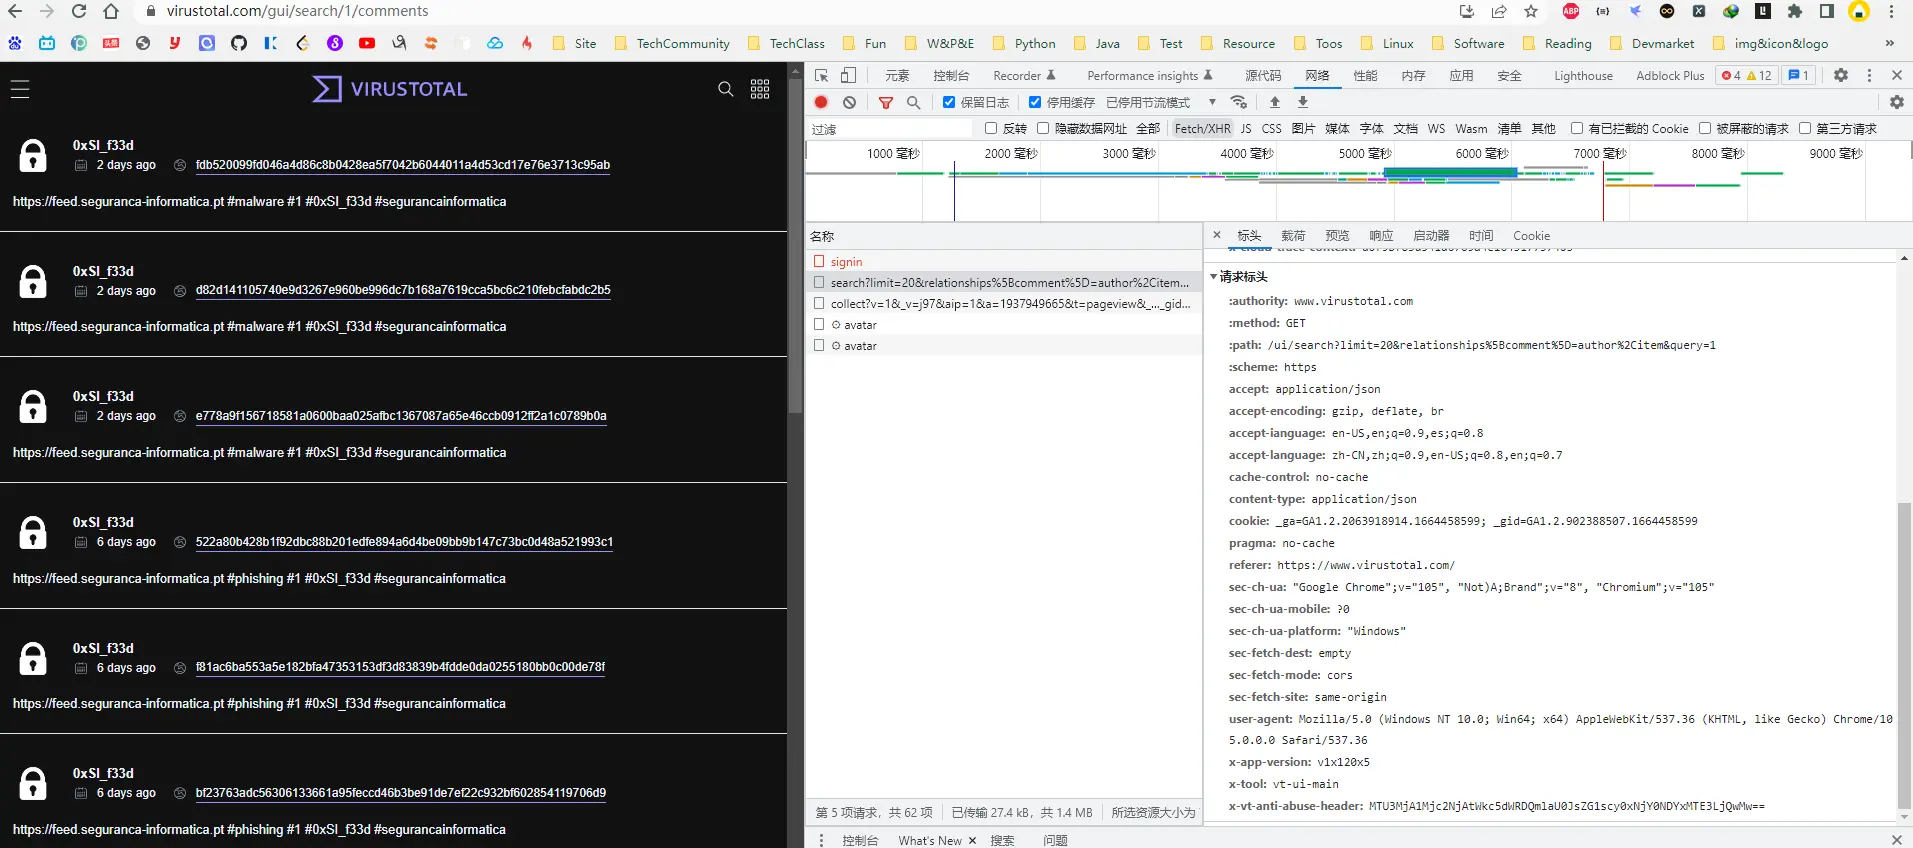 virustotal.com/gui/search/1/comments
Site TechCommunity TechClass Fun W&P&E Python Java Test Resource Toos Linux Software Reading Devmarket img&icon&logo »
VIRUSTOTAL
0xSI_f33d
2 days ago fdb520099fd046a4d86c8b0428ea5f7042b6044011a4d53cd17e76e3713c95ab
https://feed.seguranca-informatica.pt #malware #1 #0xSI_f33d #segurancainformatica
0xSI_f33d
2 days ago d82d141105740e9d3267e960be996dc7b168a7619cca5bc6c210febcfabdc2b5
https://feed.seguranca-informatica.pt #malware #1 #0xSI_f33d #segurancainformatica
0xSI_f33d
2 days ago e778a9f156718581a0600baa025afbc1367087a65e46ccb0912ff2a1c0789b0a
https://feed.seguranca-informatica.pt #malware #1 #0xSI_f33d #segurancainformatica
0xSI_f33d
6 days ago 522a80b428b1f92dbc88b201edfe894a6d4be09bb9b147c73bc0d48a521993c1
https://feed.seguranca-informatica.pt #phishing #1 #0xSI_f33d #segurancainformatica
0xSI_f33d
6 days ago f81ac6ba553a5e182bfa47353153df3d83839b4fdde0da0255180bb0c00de78f
https://feed.seguranca-informatica.pt #phishing #1 #0xSI_f33d #segurancainformatica
0xSI_f33d
6 days ago bf23763adc56306133661a95feccd46b3be91de7ef22c932bf602854119706d9
https://feed.seguranca-informatica.pt #phishing #1 #0xSI_f33d #segurancainformatica
元素 控制台 Recorder Performance insights 源代码 网络 性能 内存 应用 安全 Lighthouse Adblock Plus 4 12 1
保留日志 停用缓存 已停用节流模式
过滤 反转 隐藏数据网址 全部 Fetch/XHR JS CSS 图片 媒体 字体 文档 WS Wasm 清单 其他 有已拦截的 Cookie 被屏蔽的请求 第三方请求
1000 毫秒 2000 毫秒 3000 毫秒 4000 毫秒 5000 毫秒 6000 毫秒 7000 毫秒 8000 毫秒 9000 毫秒
名称
signin
search?limit=20&relationships%5Bcomment%5D=author%2Citem...
collect?v=1&_v=j97&aip=1&a=1937949665&t=pageview&_..._gid...
avatar
avatar
第 5 项请求，共 62 项 已传输 27.4 kB，共 1.4 MB 所选资源大小为
标头 载荷 预览 响应 启动器 时间 Cookie
请求标头
:authority: www.virustotal.com
:method: GET
:path: /ui/search?limit=20&relationships%5Bcomment%5D=author%2Citem&query=1
:scheme: https
accept: application/json
accept-encoding: gzip, deflate, br
accept-ianguage: en-US,en;q=0.9,es;q=0.8
accept-language: zh-CN,zh;q=0.9,en-US;q=0.8,en;q=0.7
cache-control: no-cache
content-type: application/json
cookie: _ga=GA1.2.2063918914.1664458599; _gid=GA1.2.902388507.1664458599
pragma: no-cache
referer: https://www.virustotal.com/
sec-ch-ua: "Google Chrome";v="105", "Not)A;Brand";v="8", "Chromium";v="105"
sec-ch-ua-mobile: ?0
sec-ch-ua-platform: "Windows"
sec-fetch-dest: empty
sec-fetch-mode: cors
sec-fetch-site: same-origin
user-agent: Mozilla/5.0 (Windows NT 10.0; Win64; x64) AppleWebKit/537.36 (KHTML, like Gecko) Chrome/10
5.0.0.0 Safari/537.36
x-app-version: v1x120x5
x-tool: vt-ui-main
x-vt-anti-abuse-header: MTU3MjA1Mjc2NjAtWkc5dWRDQmlaU0JsZG1scy0xNjY0NDYxMTE3LjQwMw==
控制台 What's New 搜索 问题